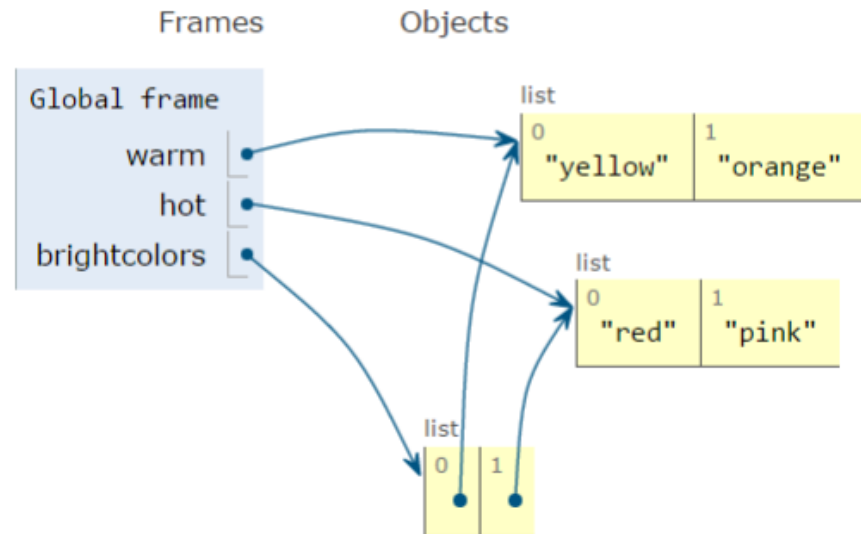 Frames Objects
Global frame
warm
hot
brightcolors
list
0 1
"yellow" "orange"
list
0 1
"red" "pink"
list
0 1